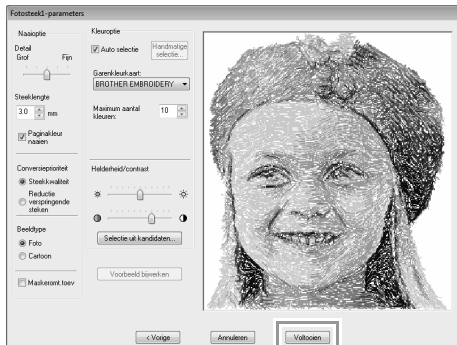 Fotosteek1-parameters
Naaioptie
Detail
Grof Fijn
Steeklengte
3.0 mm
Paginakleur
naaien
Conversieprioriteit
Steekkwaliteit
Reductie
verspringende
steken
Beeldtype
Foto
Cartoon
Maskeromt.toev
Kleuroptie
Auto selectie
Handmatige
selectie...
Garenkleurkaart:
BROTHER EMBROIDERY
Maximum aantal 10
kleuren:
Helderheid/contrast
Selectie uit kandidaten...
Voorbeeld bijwerken
< Vorige Annuleren Voltooien